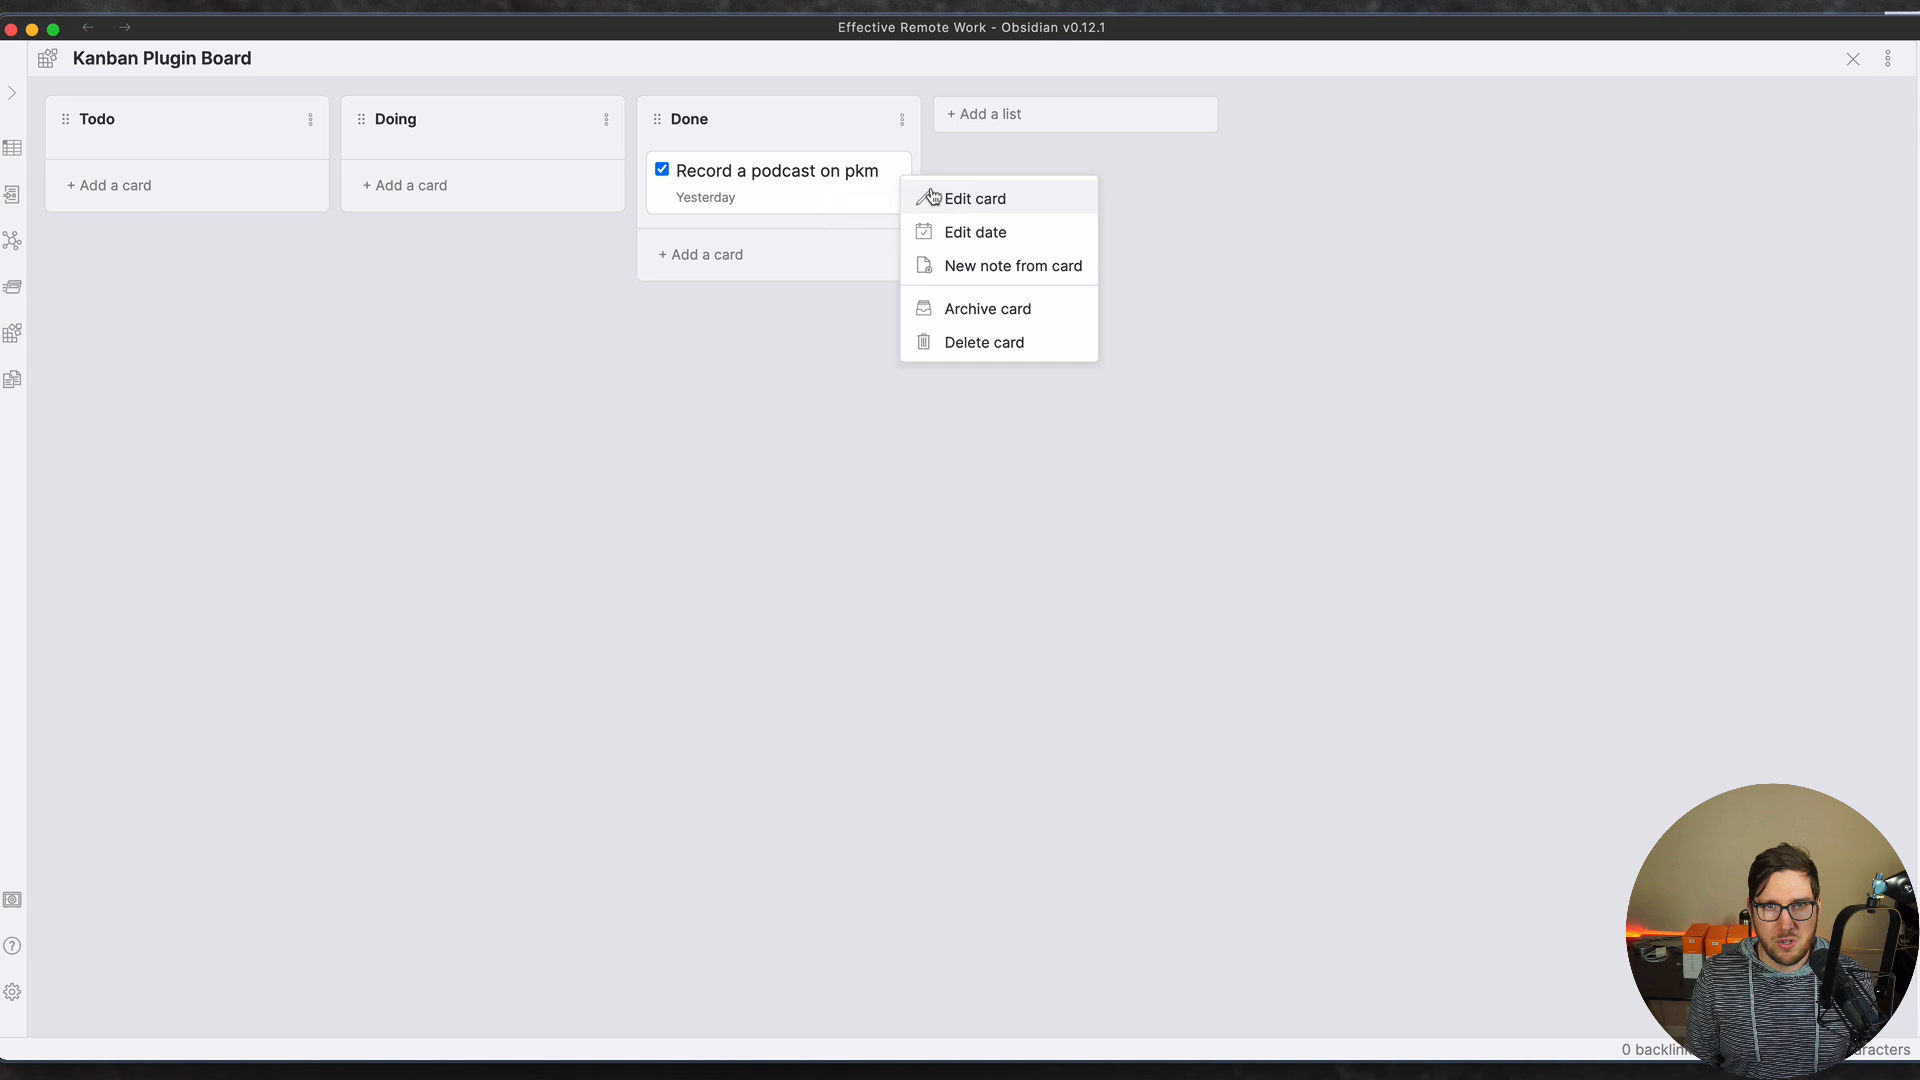 Effective Remote Work - Obsidian v0.12.1
Kanban Plugin Board
Todo
+ Add a card
Doing
+ Add a card
Done
Record a podcast on pkm
Yesterday
+ Add a card
+ Add a list
Edit card
Edit date
New note from card
Archive card
Delete card
0